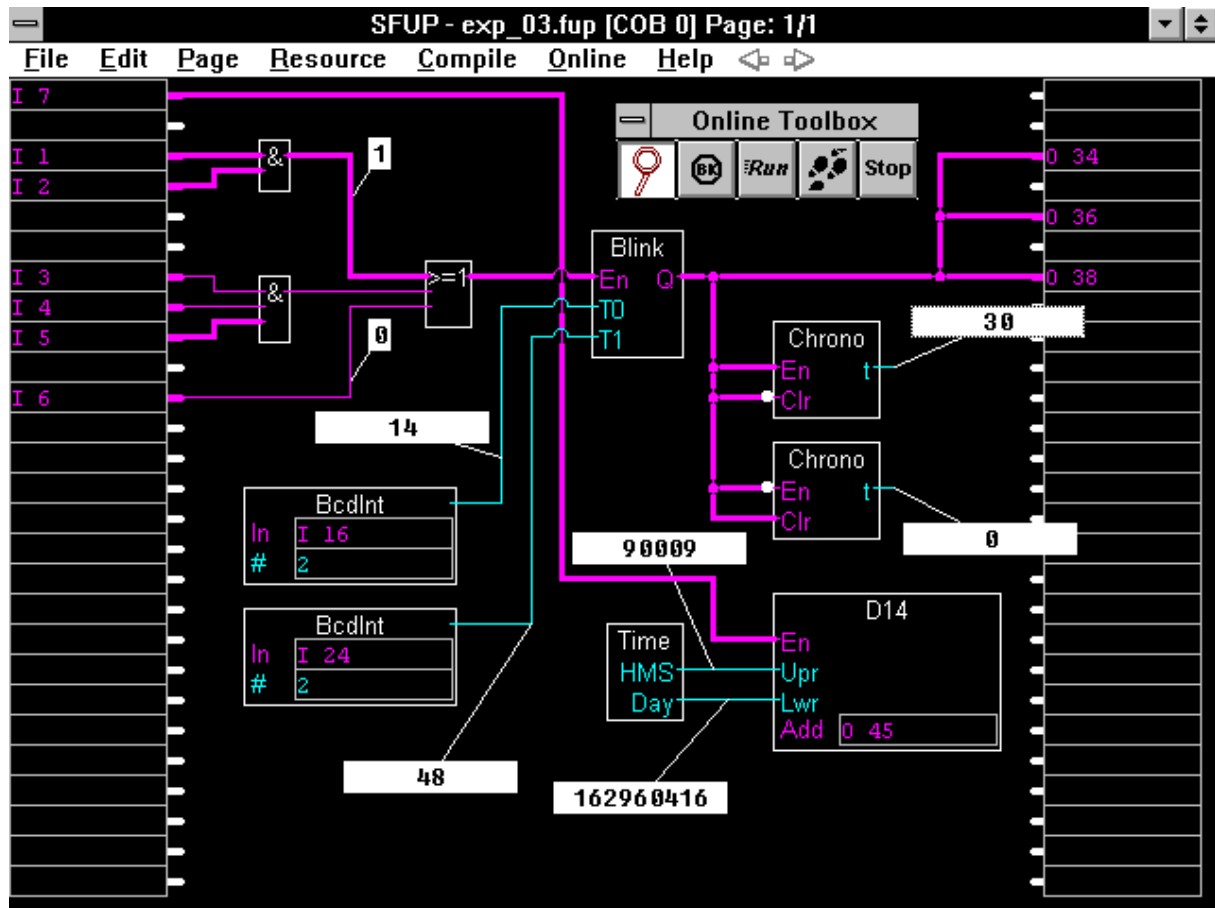 SFUP - exp_03.fup [COB 0] Page: 1/1
File Edit Page Resource Compile Online Help
I 7
I 1
I 2
I 3
I 4
I 5
I 6
&
1
&
>=1
0
Online Toolbox
BK Run Stop
Blink
En Q
T0
T1
O 34
O 36
O 38
30
Chrono
En t
Clr
14
Chrono
En t
Clr
0
BcdInt
In I 16
# 2
90009
BcdInt
In I 24
# 2
48
Time
HMS
Day
D14
En
Upr
Lwr
Add O 45
162960416